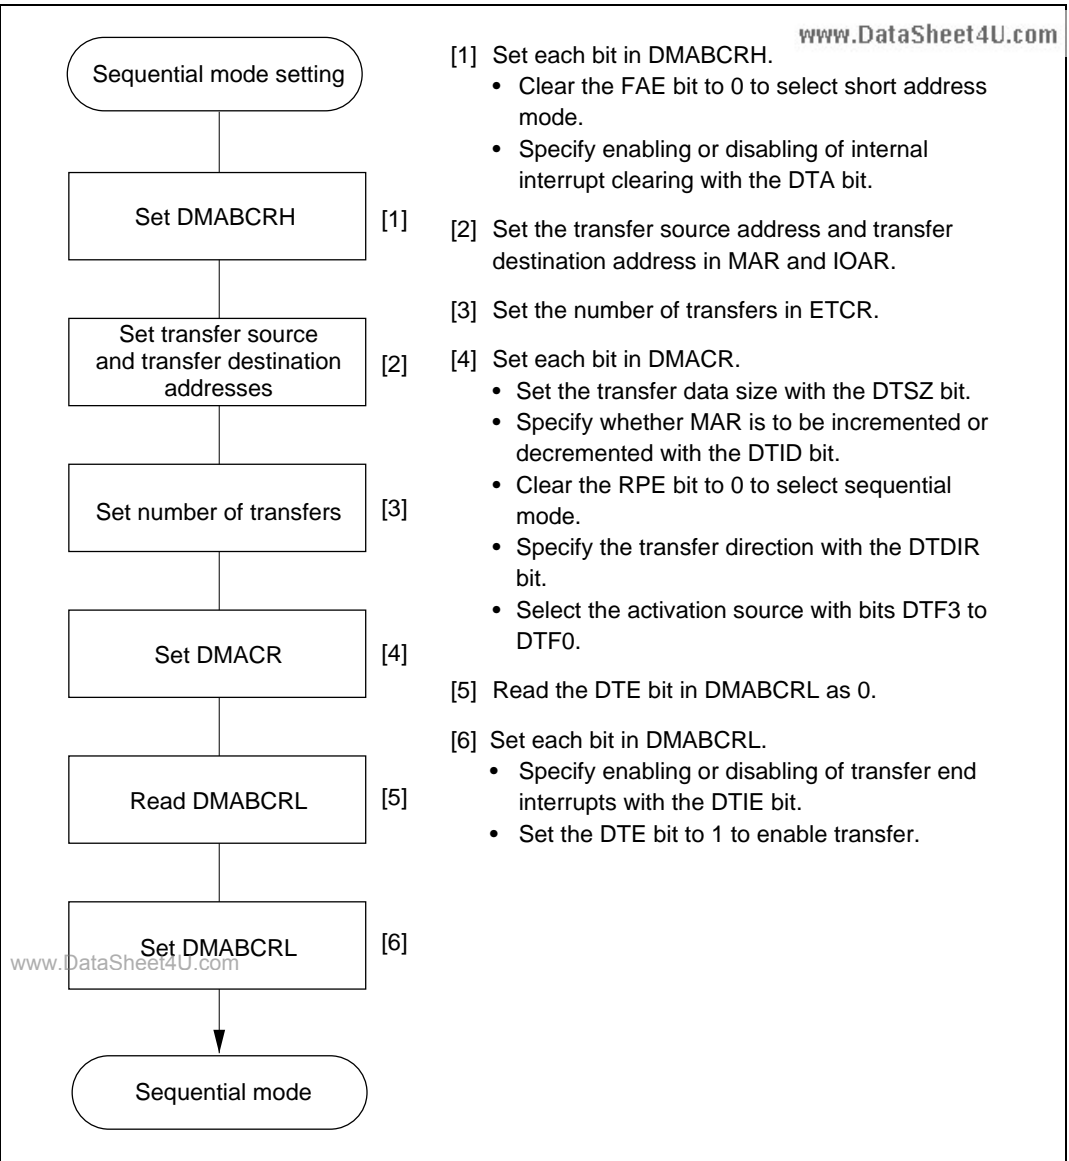 www.DataSheet4U.com
Sequential mode setting
Set DMABCRH
[1]
Set transfer source
and transfer destination
addresses
[2]
Set number of transfers
[3]
Set DMACR
[4]
Read DMABCRL
[5]
Set DMABCRL
[6]
www.DataSheet4U.com
Sequential mode
[1] Set each bit in DMABCRH.
• Clear the FAE bit to 0 to select short address
mode.
• Specify enabling or disabling of internal
interrupt clearing with the DTA bit.
[2] Set the transfer source address and transfer
destination address in MAR and IOAR.
[3] Set the number of transfers in ETCR.
[4] Set each bit in DMACR.
• Set the transfer data size with the DTSZ bit.
• Specify whether MAR is to be incremented or
decremented with the DTID bit.
• Clear the RPE bit to 0 to select sequential
mode.
• Specify the transfer direction with the DTDIR
bit.
• Select the activation source with bits DTF3 to
DTF0.
[5] Read the DTE bit in DMABCRL as 0.
[6] Set each bit in DMABCRL.
• Specify enabling or disabling of transfer end
interrupts with the DTIE bit.
• Set the DTE bit to 1 to enable transfer.